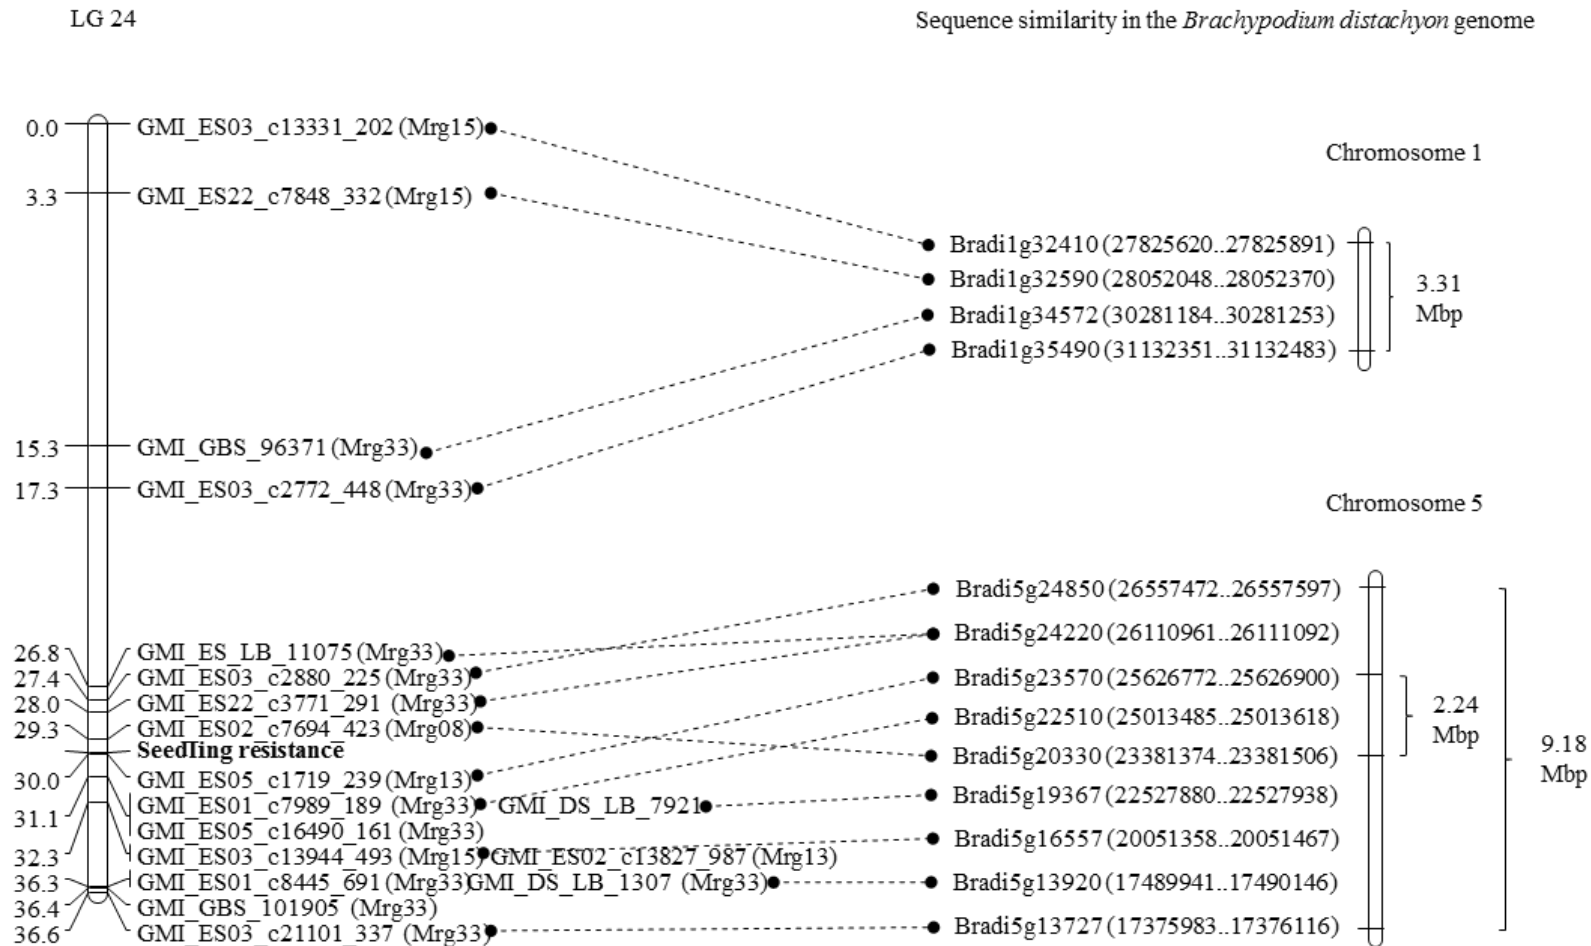 LG 24
Sequence similarity in the Brachypodium distachyon genome
0.0 GMI_ES03_c13331_202 (Mrg15)
Chromosome 1
3.3 GMI_ES22_c7848_332 (Mrg15)
Bradi1g32410 (27825620..27825891)
Bradi1g32590 (28052048..28052370)
3.31
Mbp
Bradi1g34572 (30281184..30281253)
Bradi1g35490 (31132351..31132483)
15.3 GMI_GBS_96371 (Mrg33)
17.3 GMI_ES03_c2772_448 (Mrg33)
Chromosome 5
Bradi5g24850 (26557472..26557597)
Bradi5g24220 (26110961..26111092)
26.8 GMI_ES_LB_11075 (Mrg33)
27.4 GMI_ES03_c2880_225 (Mrg33)
Bradi5g23570 (25626772..25626900)
28.0 GMI_ES22_c3771_291 (Mrg33)
Bradi5g22510 (25013485..25013618)
2.24
Mbp
29.3 GMI_ES02_c7694_423 (Mrg08)
Seedling resistance
Bradi5g20330 (23381374..23381506)
9.18
Mbp
30.0 GMI_ES05_c1719_239 (Mrg13)
Bradi5g19367 (22527880..22527938)
31.1 GMI_ES01_c7989_189 (Mrg33) GMI_DS_LB_7921
GMI_ES05_c16490_161 (Mrg33)
Bradi5g16557 (20051358..20051467)
32.3 GMI_ES03_c13944_493 (Mrg15) GMI_ES02_c13827_987 (Mrg13)
36.3 GMI_ES01_c8445_691 (Mrg33) GMI_DS_LB_1307 (Mrg33)
Bradi5g13920 (17489941..17490146)
36.4 GMI_GBS_101905 (Mrg33)
36.6 GMI_ES03_c21101_337 (Mrg33)
Bradi5g13727 (17375983..17376116)